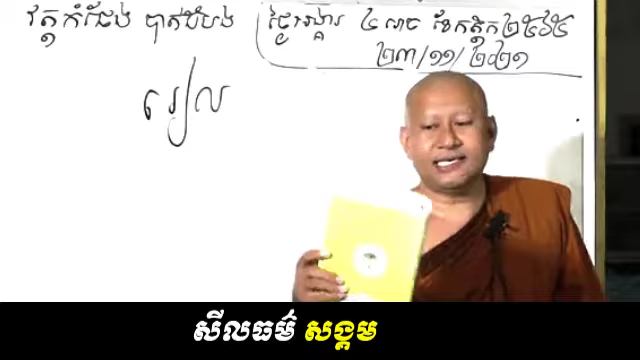 វត្តកំផែង បាត់ដំបង
ថ្ងៃអង្គារ ៤ រោច ខែកត្តិក ២៥៦៥
២៣/១១/២០២១
រៀល
សីលធម៌ សង្គម